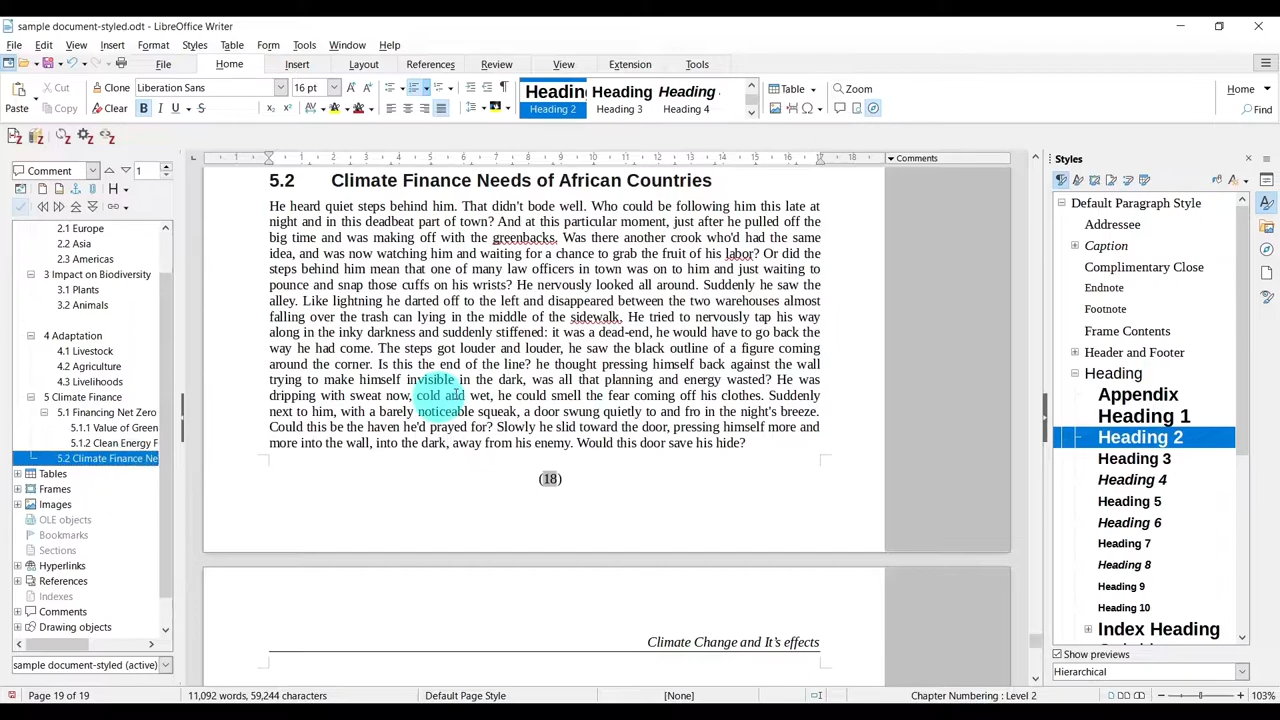 sample document-styled.odt - LibreOffice Writer
File Edit View Insert Format Styles Table Form Tools Window Help
File Home Insert Layout References Review View Extension Tools
Paste Cut Clone Liberation Sans 16 pt Heading Heading Heading Table Zoom Home
Copy Clear Heading 2 Heading 3 Heading 4 Find
Comment 1
2.1 Europe
2.2 Asia
2.3 Americas
3 Impact on Biodiversity
3.1 Plants
3.2 Animals
4 Adaptation
4.1 Livestock
4.2 Agriculture
4.3 Livelihoods
5 Climate Finance
5.1 Financing Net Zero
5.1.1 Value of Green
5.1.2 Clean Energy F
5.2 Climate Finance Ne
Tables
Frames
Images
OLE objects
Bookmarks
Sections
Hyperlinks
References
Indexes
Comments
Drawing objects
sample document-styled (active)
1 1 2 3 4 5 6 7 8 9 10 11 12 13 14 15 16 17 18
Comments
5.2 Climate Finance Needs of African Countries
He heard quiet steps behind him. That didn't bode well. Who could be following him this late at
night and in this deadbeat part of town? And at this particular moment, just after he pulled off the
big time and was making off with the greenbacks. Was there another crook who'd had the same
idea, and was now watching him and waiting for a chance to grab the fruit of his labor? Or did the
steps behind him mean that one of many law officers in town was on to him and just waiting to
pounce and snap those cuffs on his wrists? He nervously looked all around. Suddenly he saw the
alley. Like lightning he darted off to the left and disappeared between the two warehouses almost
falling over the trash can lying in the middle of the sidewalk. He tried to nervously tap his way
along in the inky darkness and suddenly stiffened: it was a dead-end, he would have to go back the
way he had come. The steps got louder and louder, he saw the black outline of a figure coming
around the corner. Is this the end of the line? he thought pressing himself back against the wall
trying to make himself invisible in the dark, was all that planning and energy wasted? He was
dripping with sweat now, cold and wet, he could smell the fear coming off his clothes. Suddenly
next to him, with a barely noticeable squeak, a door swung quietly to and fro in the night's breeze.
Could this be the haven he'd prayed for? Slowly he slid toward the door, pressing himself more and
more into the wall, into the dark, away from his enemy. Would this door save his hide?
(18)
Climate Change and It's effects
Styles
Default Paragraph Style
Addressee
Caption
Complimentary Close
Endnote
Footnote
Frame Contents
Header and Footer
Heading
Appendix
Heading 1
Heading 2
Heading 3
Heading 4
Heading 5
Heading 6
Heading 7
Heading 8
Heading 9
Heading 10
Index Heading
Show previews
Hierarchical
Page 19 of 19 11,092 words, 59,244 characters Default Page Style [None] Chapter Numbering : Level 2 103%